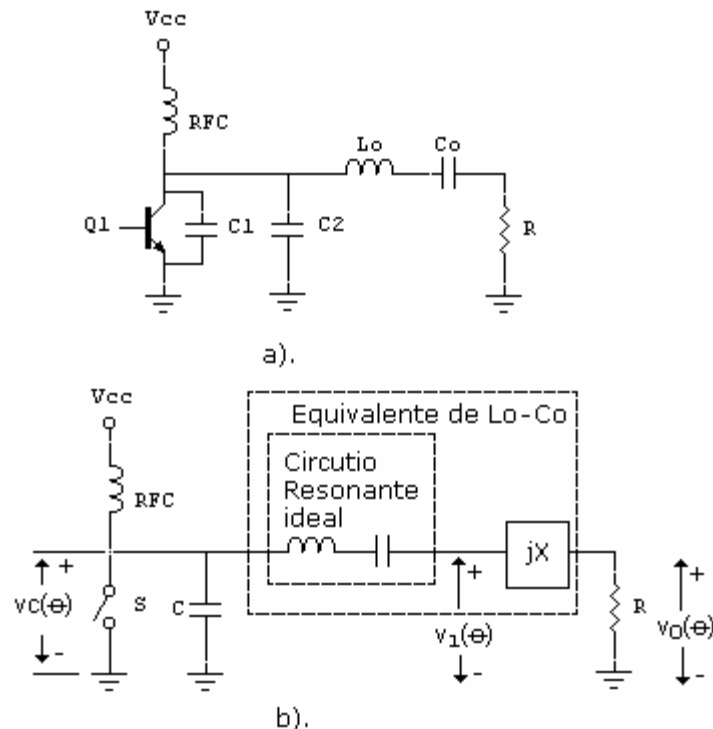 Vcc
RFC
Lo
Co
Q1
C1
C2
R
a).
Vcc
Equivalente de Lo-Co
Circutio
Resonante
ideal
RFC
jX
+
vC(θ)
-
S
C
+
v1(θ)
-
R
+
vO(θ)
-
b).